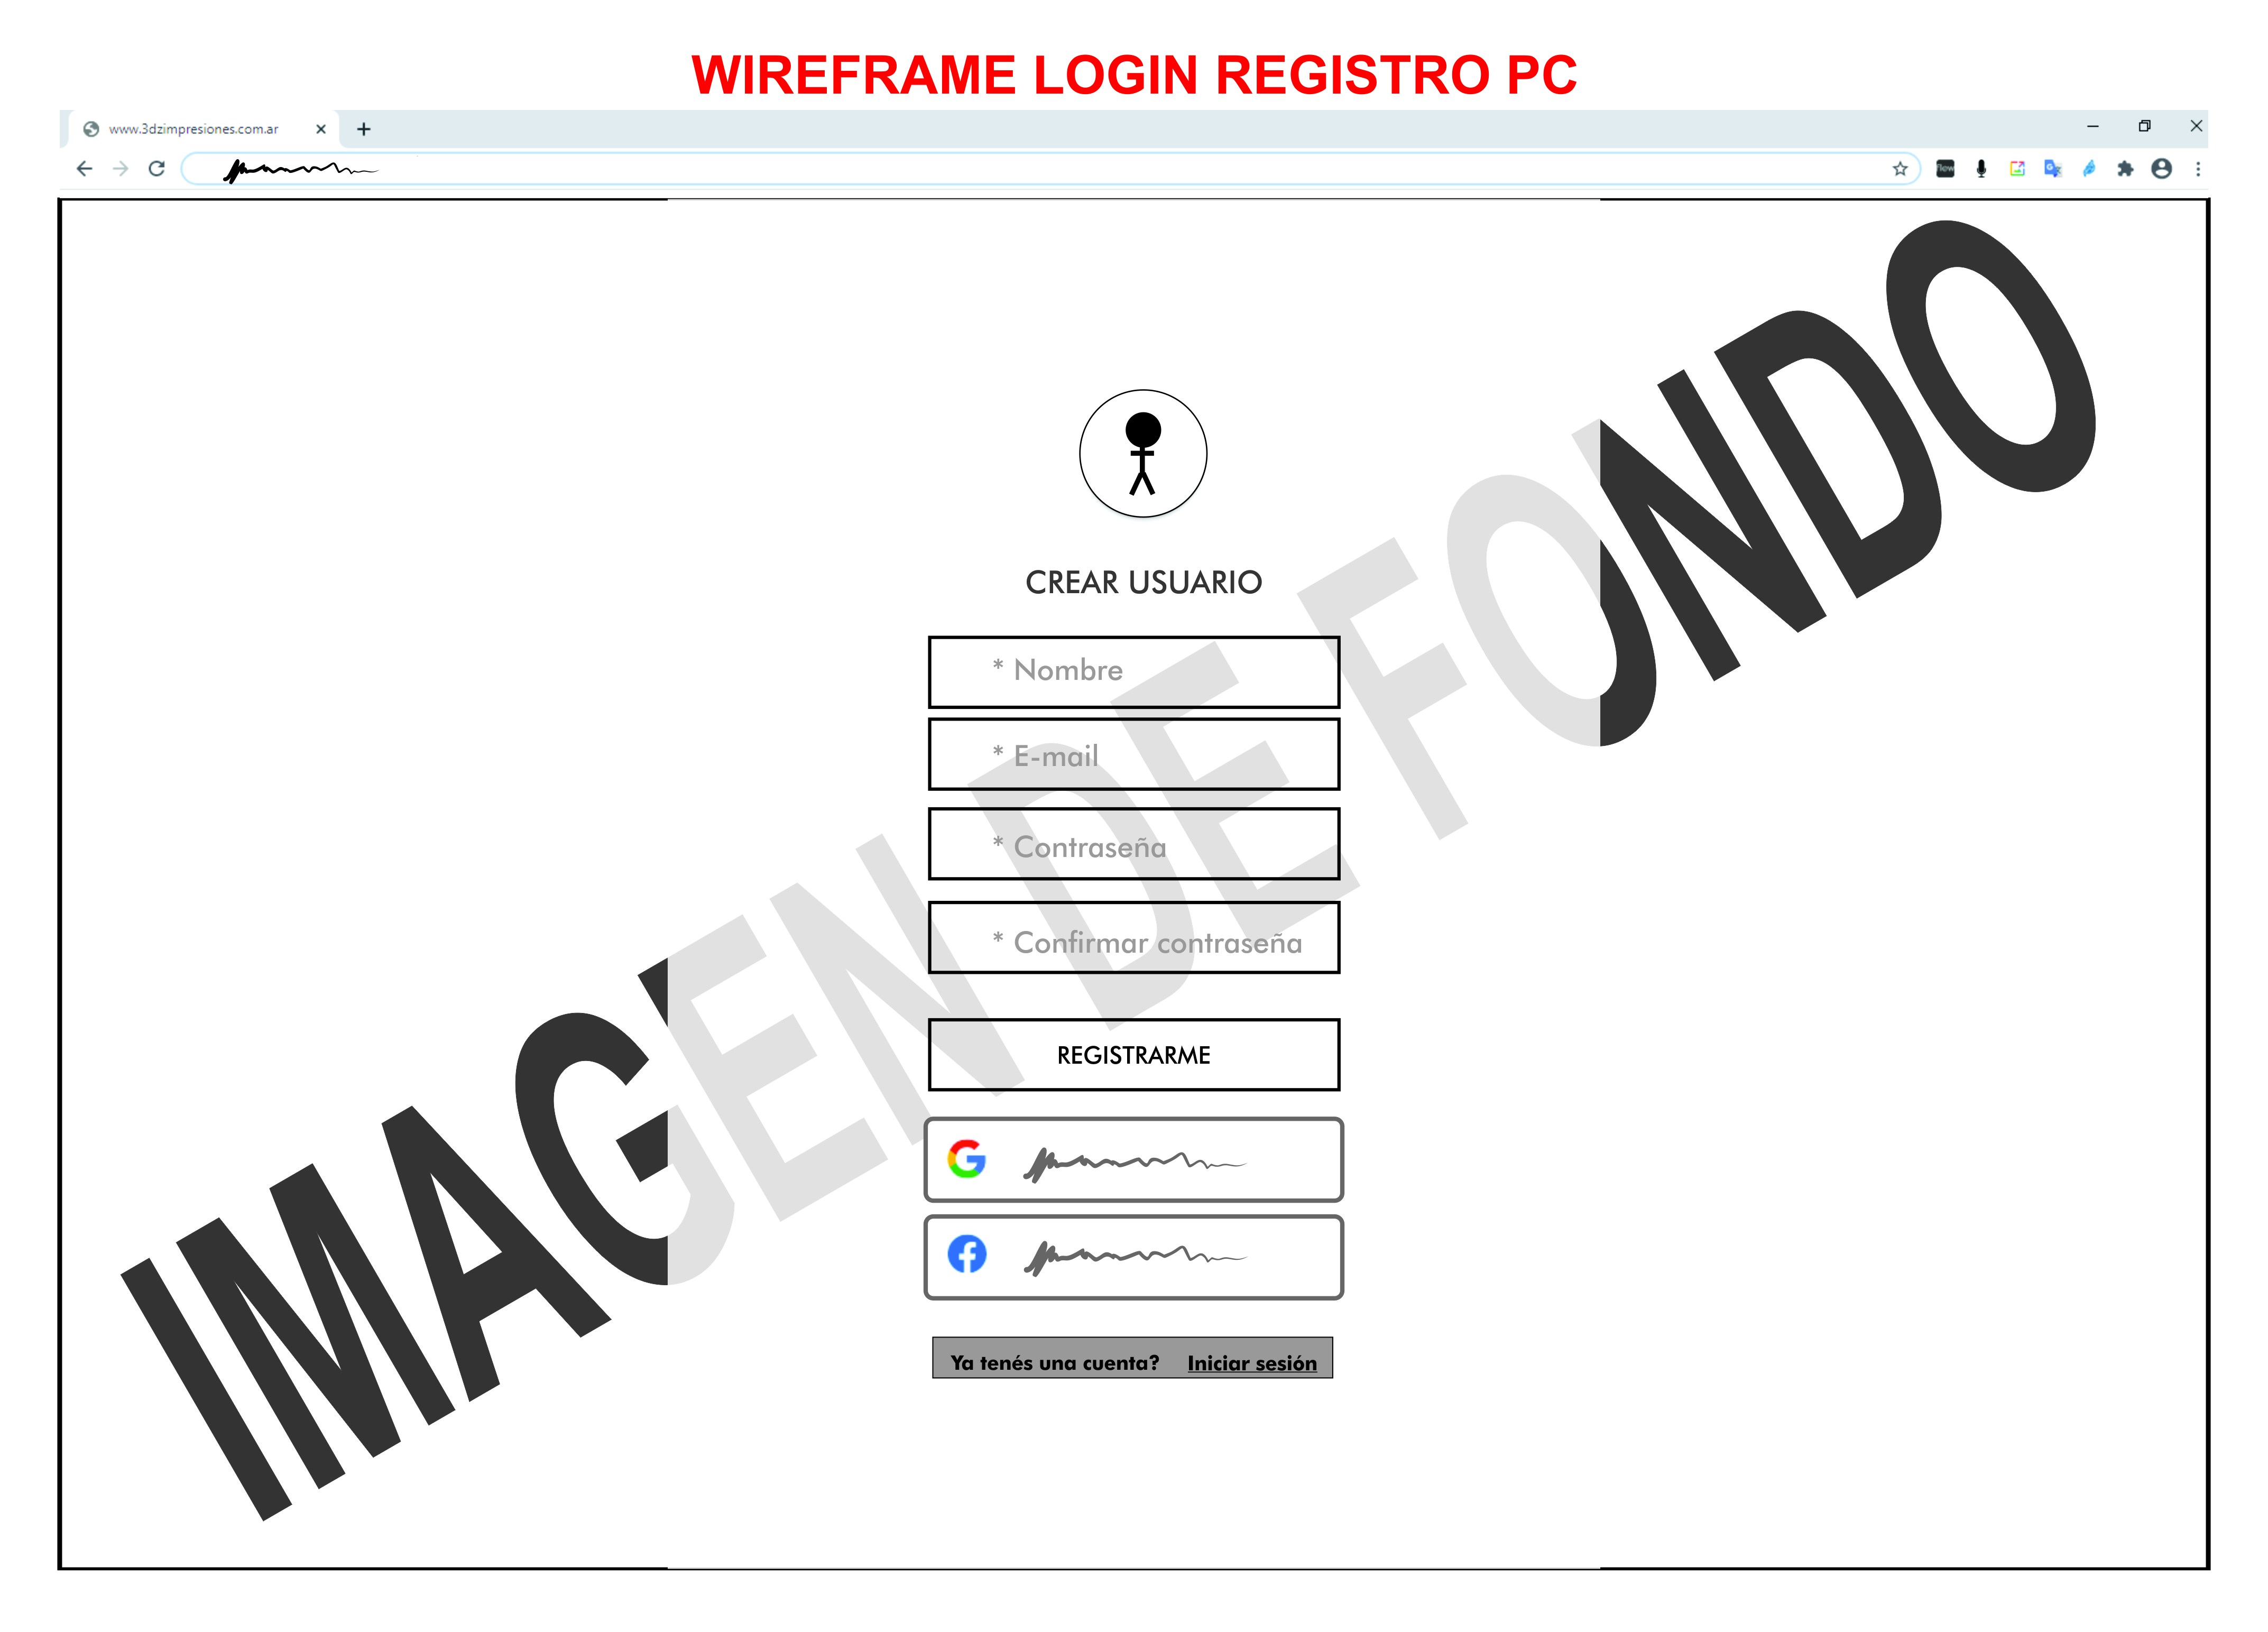 WIREFRAME LOGIN REGISTRO PC
www.3dzimpresiones.com.ar
IMAGEN DE FONDO
CREAR USUARIO
* Nombre
* E-mail
* Contraseña
* Confirmar contraseña
REGISTRARME
Ya tenés una cuenta? Iniciar sesión